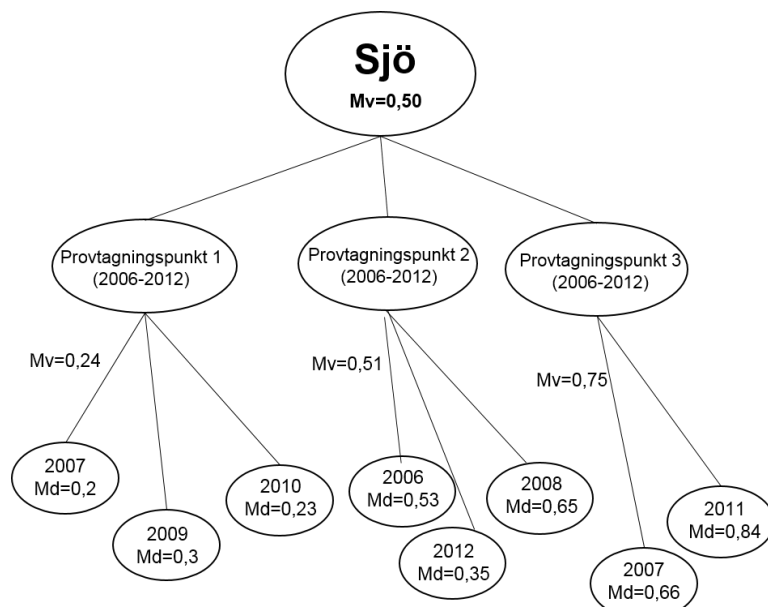 Sjö
Mv=0,50
Provtagningspunkt 1
(2006-2012)
Provtagningspunkt 2
(2006-2012)
Provtagningspunkt 3
(2006-2012)
Mv=0,24
Mv=0,51
Mv=0,75
2007
Md=0,2
2009
Md=0,3
2010
Md=0,23
2006
Md=0,53
2012
Md=0,35
2008
Md=0,65
2007
Md=0,66
2011
Md=0,84